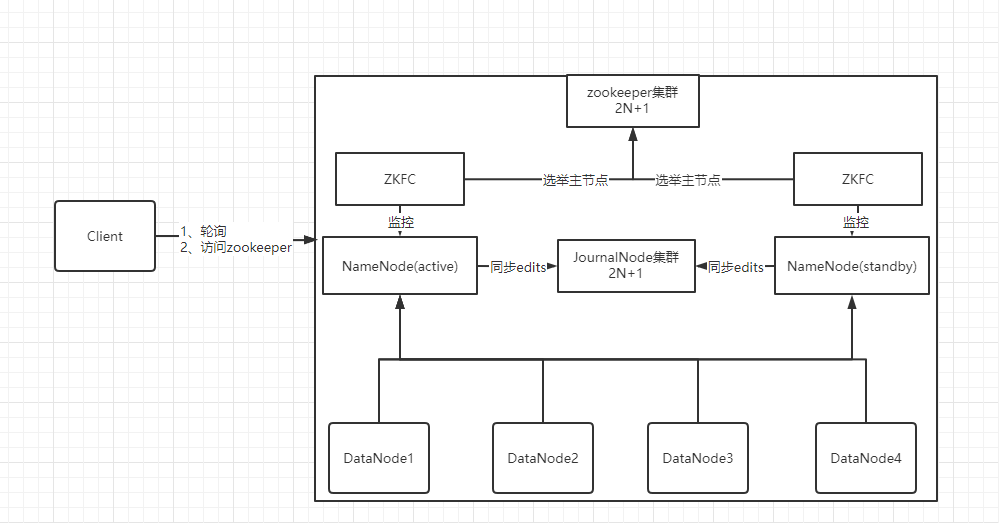 zookeeper集群
2N+1
ZKFC
选举主节点
选举主节点
ZKFC
Client
1、轮询
2、访问zookeeper
监控
监控
NameNode(active)
同步edits
JournalNode集群
2N+1
同步edits
NameNode(standby)
DataNode1
DataNode2
DataNode3
DataNode4